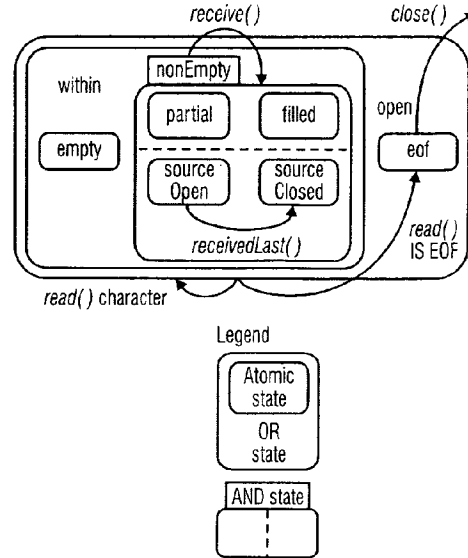 receive()
close()
nonEmpty
within
open
partial
filled
empty
eof
source
Open
source
Closed
receivedLast()
read()
IS EOF
read() character
Legend
Atomic
state
OR
state
AND state